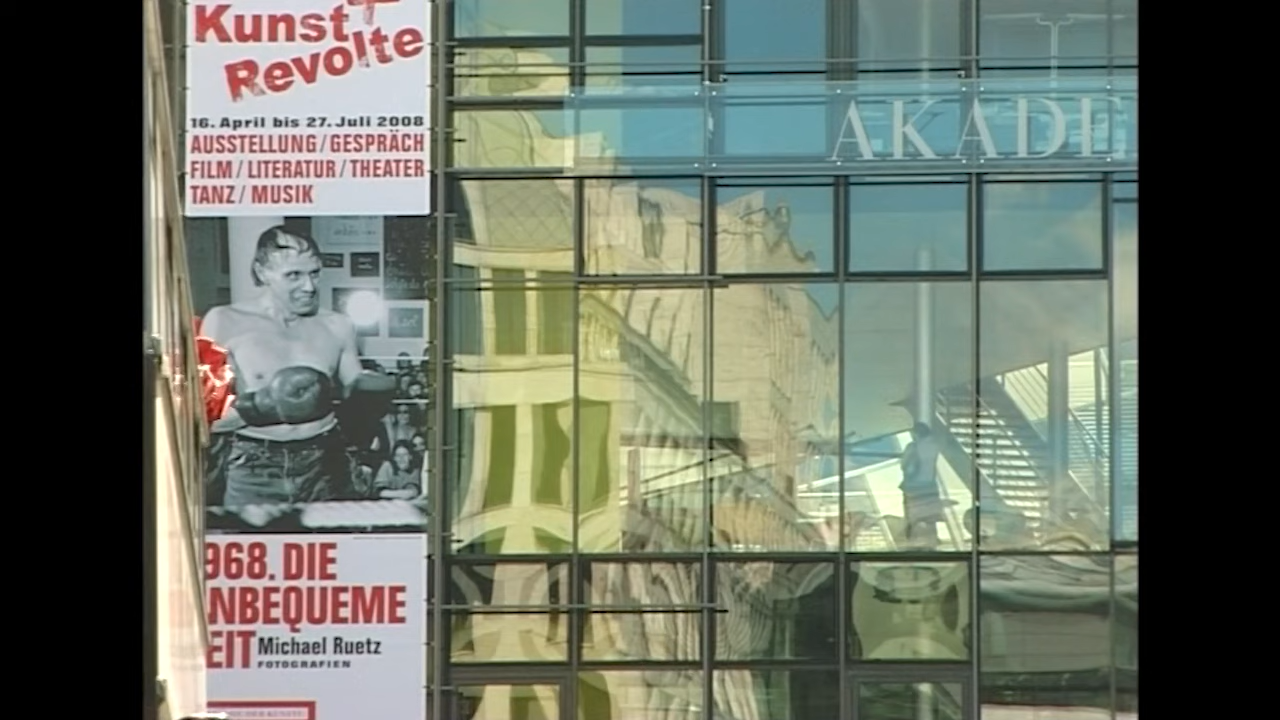 Kunst+
Revolte
16. April bis 27. Juli 2008
AUSSTELLUNG/GESPRÄCH
FILM/LITERATUR/THEATER
TANZ/MUSIK
968. DIE
NBEQUEME
EIT Michael Ruetz
FOTOGRAFIEN
AKADE